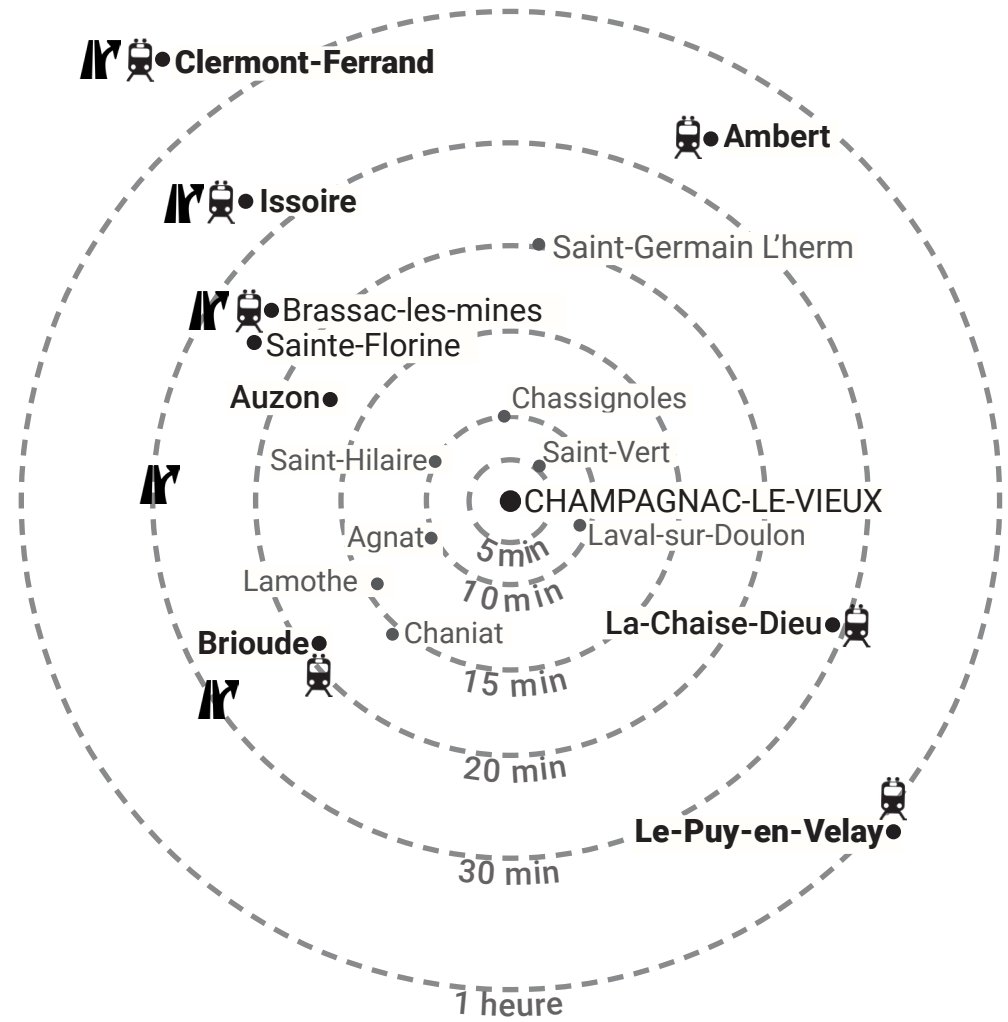 Clermont-Ferrand
Ambert
Issoire
Saint-Germain L’herm
Brassac-les-mines
Sainte-Florine
Auzon
Chassignoles
Saint-Vert
Saint-Hilaire
CHAMPAGNAC-LE-VIEUX
Laval-sur-Doulon
Agnat
5 min
Lamothe
10 min
La-Chaise-Dieu
Chaniat
Brioude
15 min
20 min
Le-Puy-en-Velay
30 min
1 heure